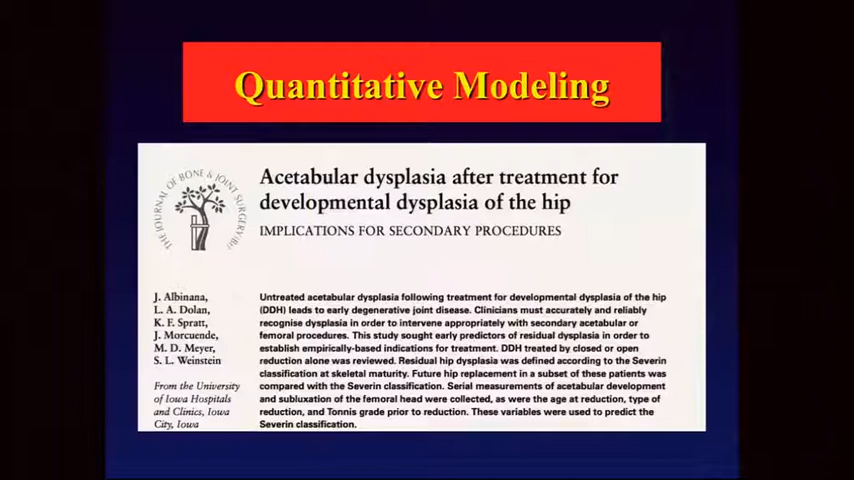 Quantitative Modeling
THE JOURNAL OF BONE & JOINT SURGERY(B)
Acetabular dysplasia after treatment for
developmental dysplasia of the hip
IMPLICATIONS FOR SECONDARY PROCEDURES
J. Albinana,
L. A. Dolan,
K. F. Spratt,
J. Morcuende,
M. D. Meyer,
S. L. Weinstein
From the University
of Iowa Hospitals
and Clinics, Iowa
City, Iowa
Untreated acetabular dysplasia following treatment for developmental dysplasia of the hip
(DDH) leads to early degenerative joint disease. Clinicians must accurately and reliably
recognise dysplasia in order to intervene appropriately with secondary acetabular or
femoral procedures. This study sought early predictors of residual dysplasia in order to
establish empirically-based indications for treatment. DDH treated by closed or open
reduction alone was reviewed. Residual hip dysplasia was defined according to the Severin
classification at skeletal maturity. Future hip replacement in a subset of these patients was
compared with the Severin classification. Serial measurements of acetabular development
and subluxation of the femoral head were collected, as were the age at reduction, type of
reduction, and Tonnis grade prior to reduction. These variables were used to predict the
Severin classification.